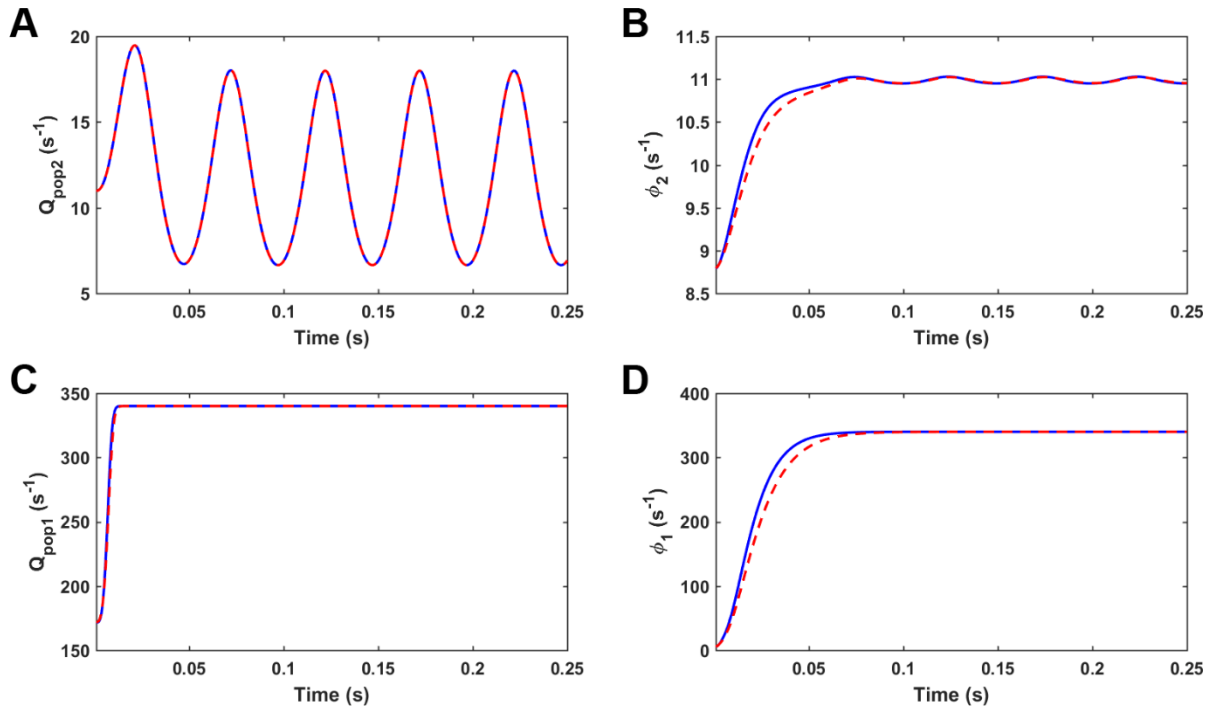 A
Q_pop2 (s⁻¹)
20
15
10
5
0.05 0.1 0.15 0.2 0.25
Time (s)
B
ϕ_2 (s⁻¹)
11.5
11
10.5
10
9.5
9
8.5
0.05 0.1 0.15 0.2 0.25
Time (s)
C
Q_pop1 (s⁻¹)
350
300
250
200
150
0.05 0.1 0.15 0.2 0.25
Time (s)
D
ϕ_1 (s⁻¹)
400
300
200
100
0
0.05 0.1 0.15 0.2 0.25
Time (s)